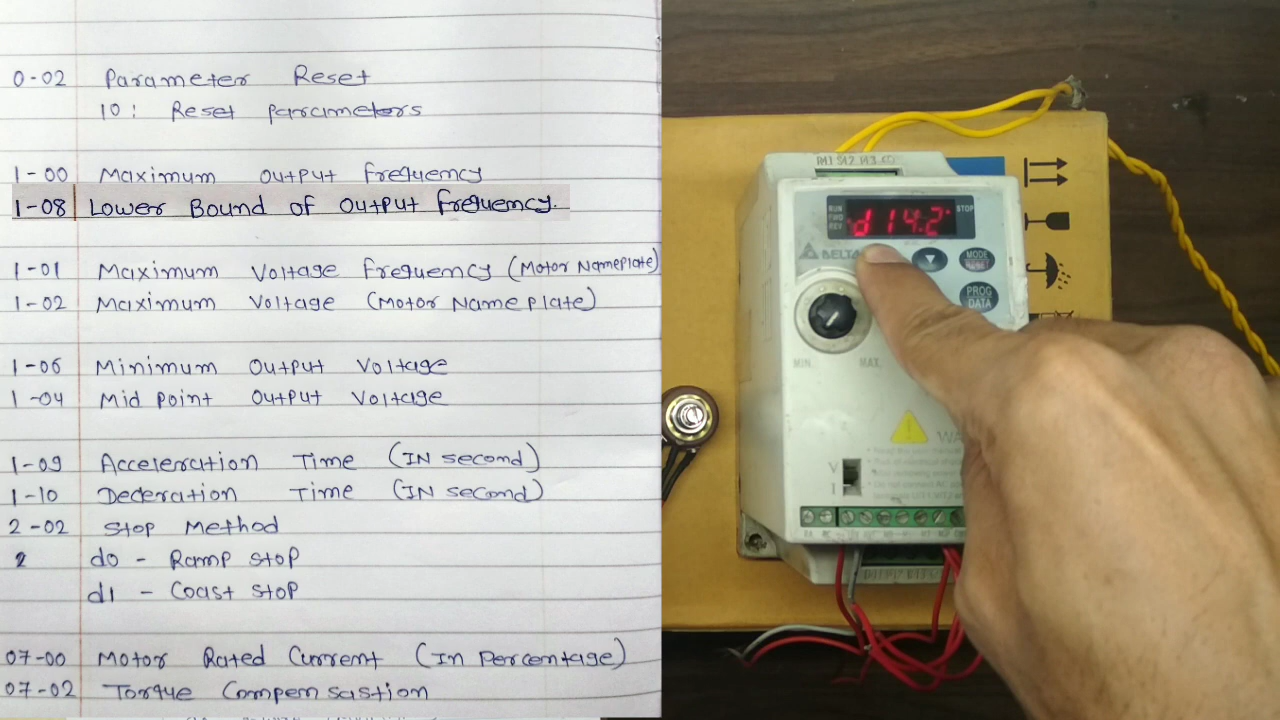 0-02 Parameter Reset
10: Reset parameters
1-00 Maximum Output frequency
1-08 Lower Bound of Output frequency.
1-01 Maximum Voltage frequency (Motor Nameplate)
1-02 Maximum Voltage (Motor Name plate)
1-06 Minimum Output Voltage
1-04 Mid point Output Voltage
1-09 Acceleration Time (IN second)
1-10 Deceration Time (IN second)
2-02 Stop Method
2 d0 - Ramp stop
d1 - Coast stop
07-00 Motor Rated Current (In percentage)
07-02 Torque Compensastion
RUN
FWD
REV
d14.2
STOP
DELTA
MODE
PROG
DATA
MIN.
MAX.
WA
V
I